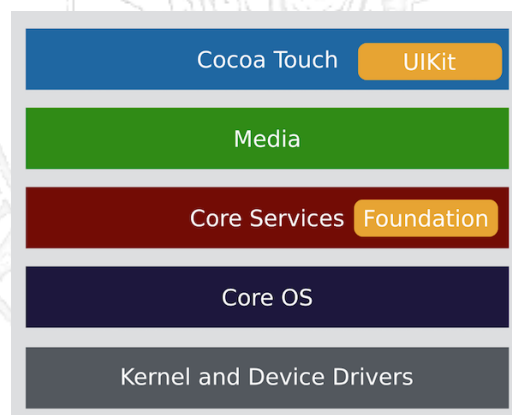 Cocoa Touch UIKit
Media
Core Services Foundation
Core OS
Kernel and Device Drivers